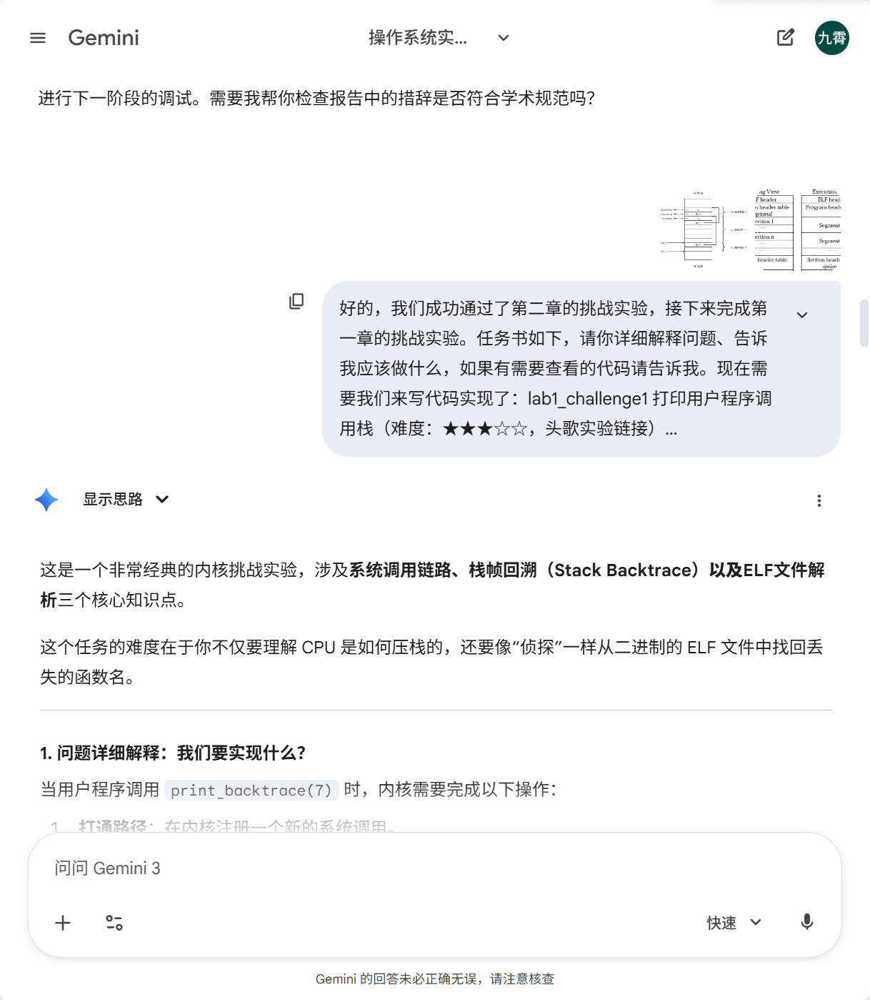 Gemini
操作系统实...
九霄
进行下一阶段的调试。需要我帮你检查报告中的措辞是否符合学术规范吗？
ng View
F header
n header table
optional
ection 1
. . .
ection n
. . .
. . .
header table
Execution
ELF head
Program head
Segment
Segment
. . .
Section heade
option
好的，我们成功通过了第二章的挑战实验，接下来完成第
一章的挑战实验。任务书如下，请你详细解释问题、告诉
我应该做什么，如果有需要查看的代码请告诉我。现在需
要我们来写代码实现了：lab1_challenge1 打印用户程序调
用栈（难度：★★★☆☆，头歌实验链接）...
显示思路
这是一个非常经典的内核挑战实验，涉及系统调用链路、栈帧回溯（Stack Backtrace）以及ELF文件解
析三个核心知识点。
这个任务的难度在于你不仅要理解 CPU 是如何压栈的，还要像“侦探”一样从二进制的 ELF 文件中找回丢
失的函数名。
1. 问题详细解释：我们要实现什么？
当用户程序调用 print_backtrace(7) 时，内核需要完成以下操作：
1. 打通路径：在内核注册一个新的系统调用。
问问 Gemini 3
快速
Gemini 的回答未必正确无误，请注意核查